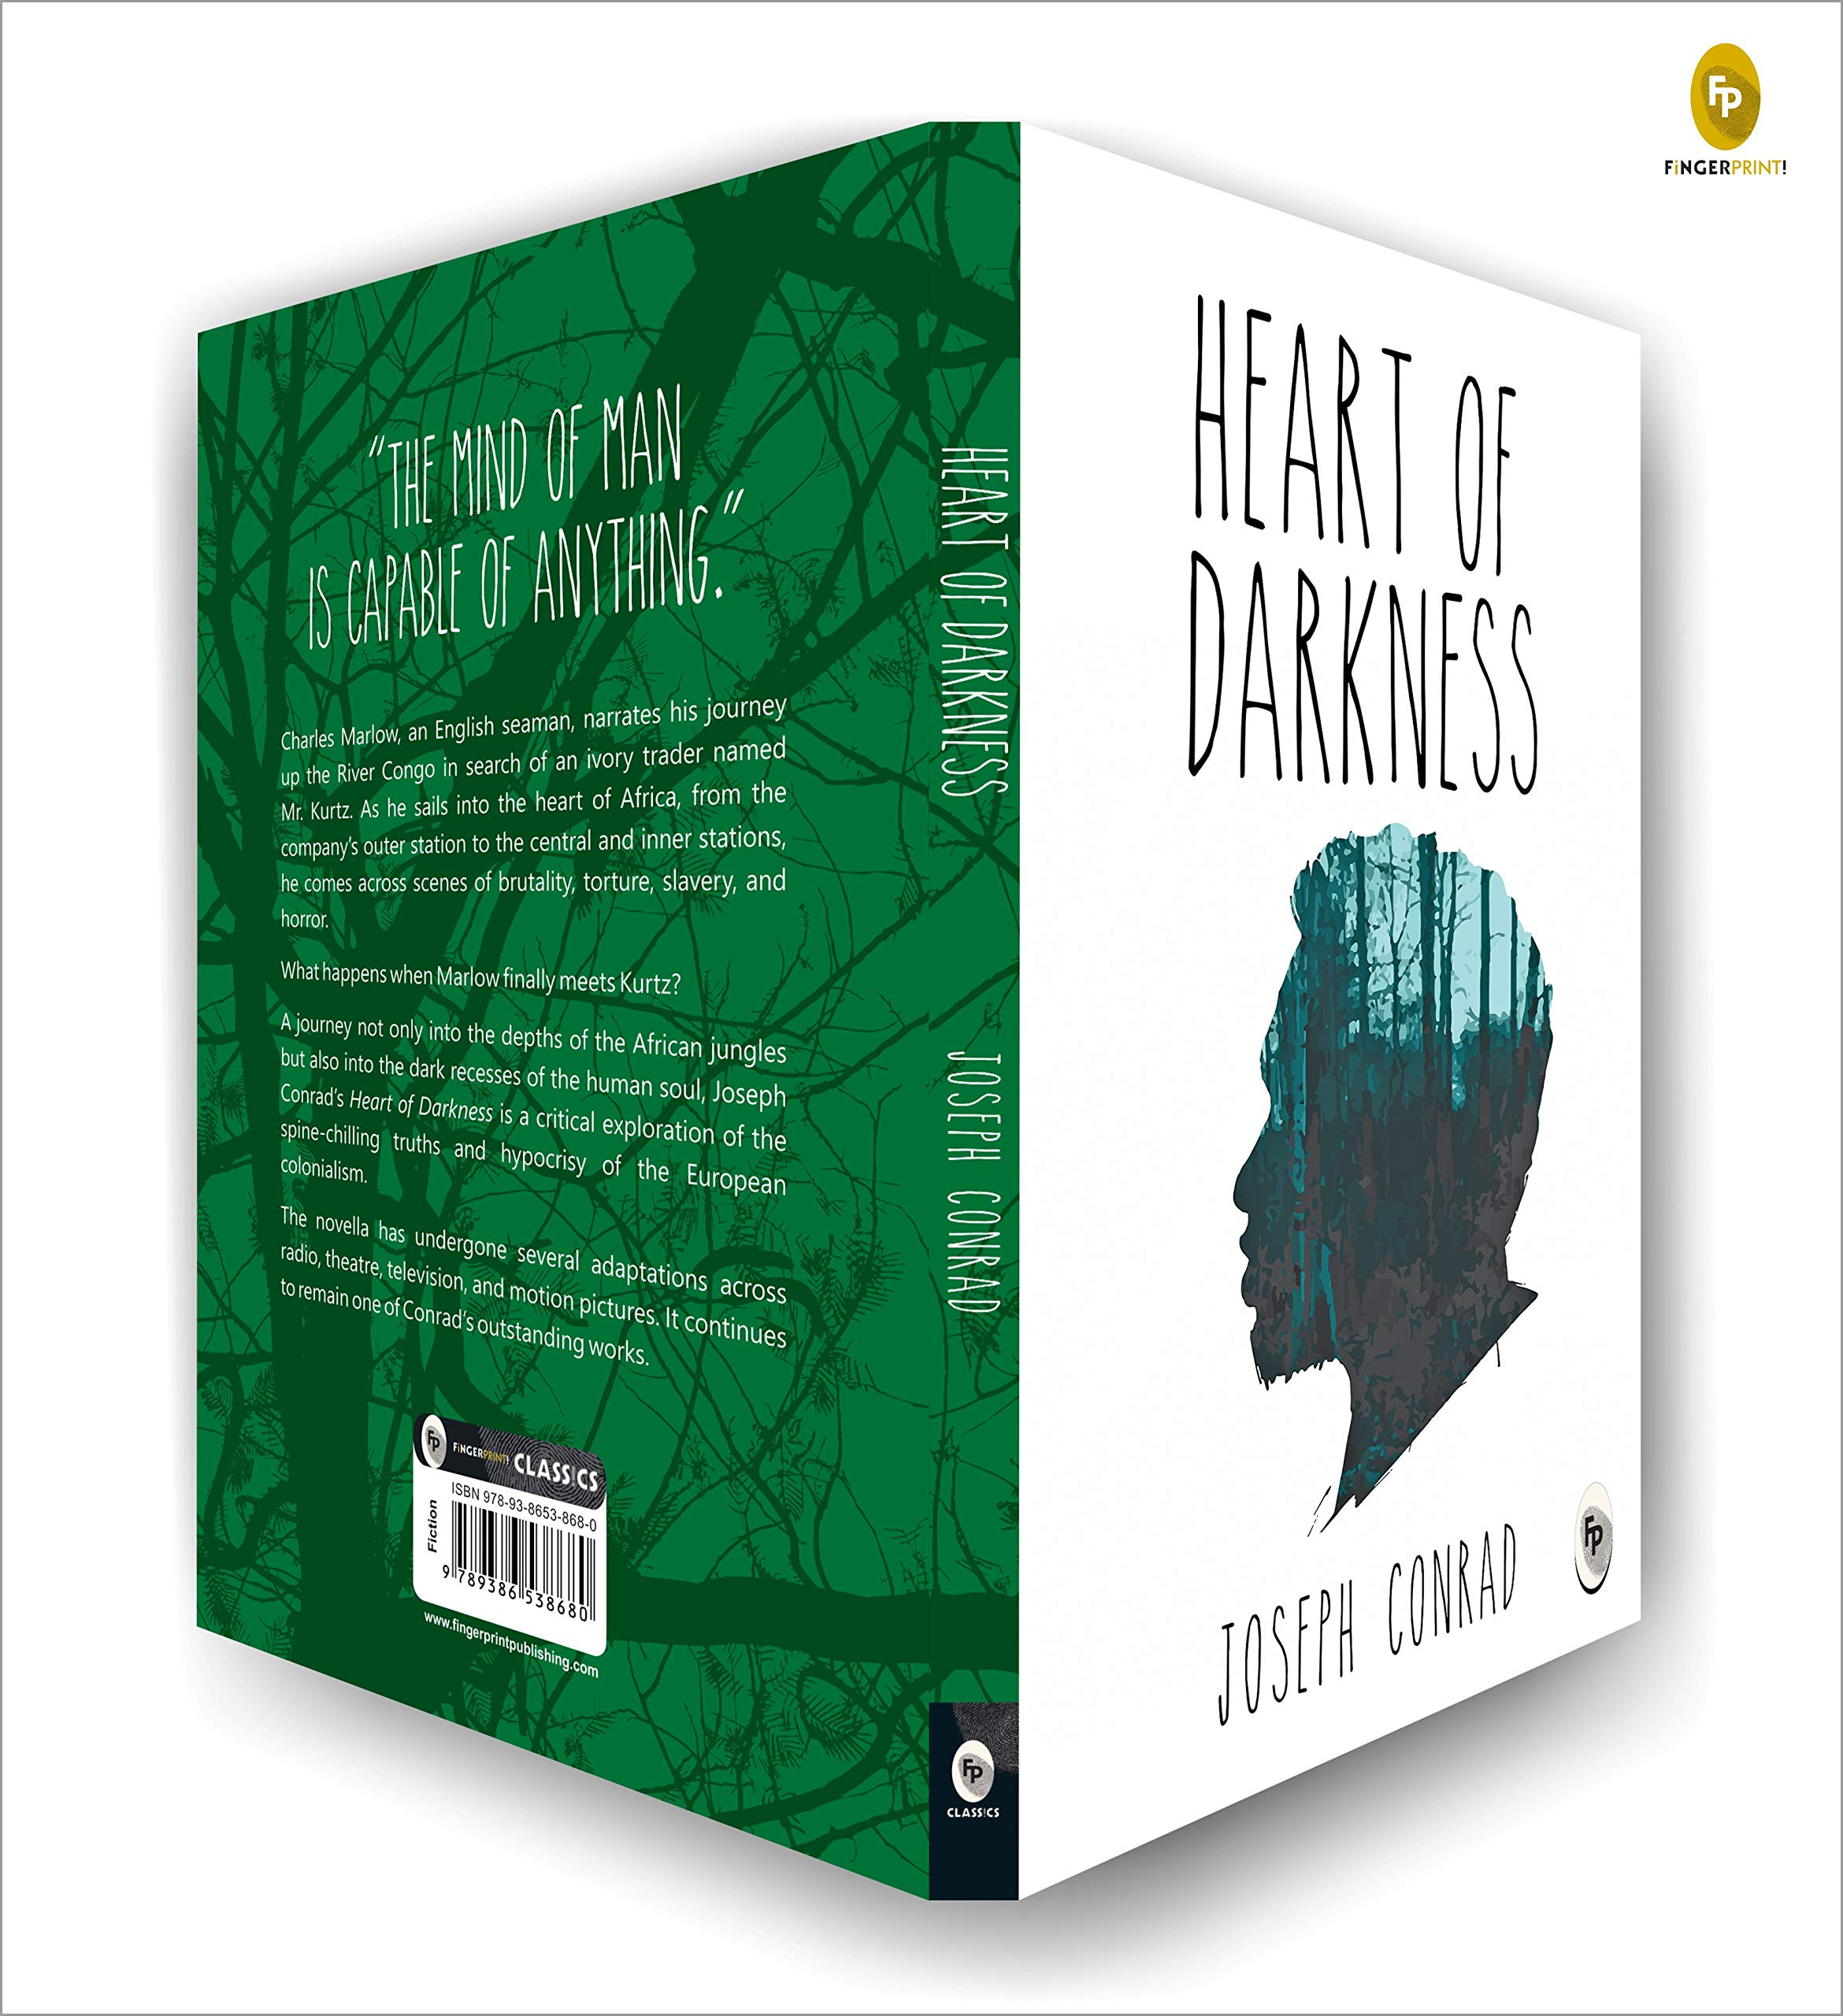 FP
FiNGERPRINT!
"THE MIND OF MAN
IS CAPABLE OF ANYTHING."
Charles Marlow, an English seaman, narrates his journey
up the River Congo in search of an ivory trader named
Mr. Kurtz. As he sails into the heart of Africa, from the
company's outer station to the central and inner stations,
he comes across scenes of brutality, torture, slavery, and
horror.
What happens when Marlow finally meets Kurtz?
A journey not only into the depths of the African jungles
but also into the dark recesses of the human soul, Joseph
Conrad's Heart of Darkness is a critical exploration of the
spine-chilling truths and hypocrisy of the European
colonialism.
The novella has undergone several adaptations across
radio, theatre, television, and motion pictures. It continues
to remain one of Conrad's outstanding works.
FP FiNGERPRINT! CLASSiCS
ISBN 978-93-8653-868-0
Fiction
9 789386 538680
www.fingerprintpublishing.com
HEART OF DARKNESS
JOSEPH CONRAD
FP
CLASSiCS
HEART OF
DARKNESS
JOSEPH CONRAD
FP